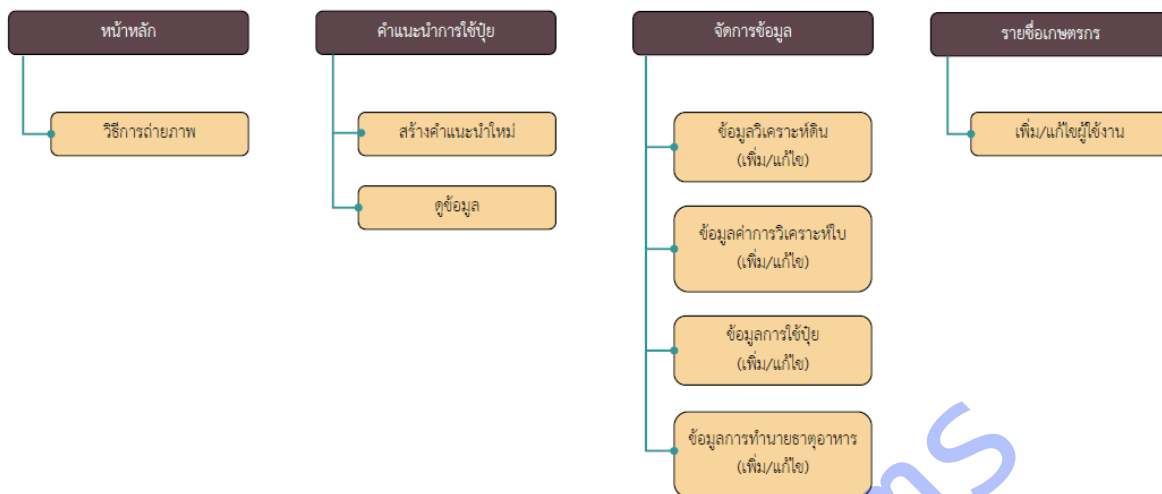 หน้าหลัก
วิธีการถ่ายภาพ
คำแนะนำการใช้ปุ๋ย
สร้างคำแนะนำใหม่
ดูข้อมูล
จัดการข้อมูล
ข้อมูลวิเคราะห์ดิน
(เพิ่ม/แก้ไข)
ข้อมูลค่าการวิเคราะห์ใบ
(เพิ่ม/แก้ไข)
ข้อมูลการใช้ปุ๋ย
(เพิ่ม/แก้ไข)
ข้อมูลการทำนายธาตุอาหาร
(เพิ่ม/แก้ไข)
รายชื่อเกษตรกร
เพิ่ม/แก้ไขผู้ใช้งาน
ms